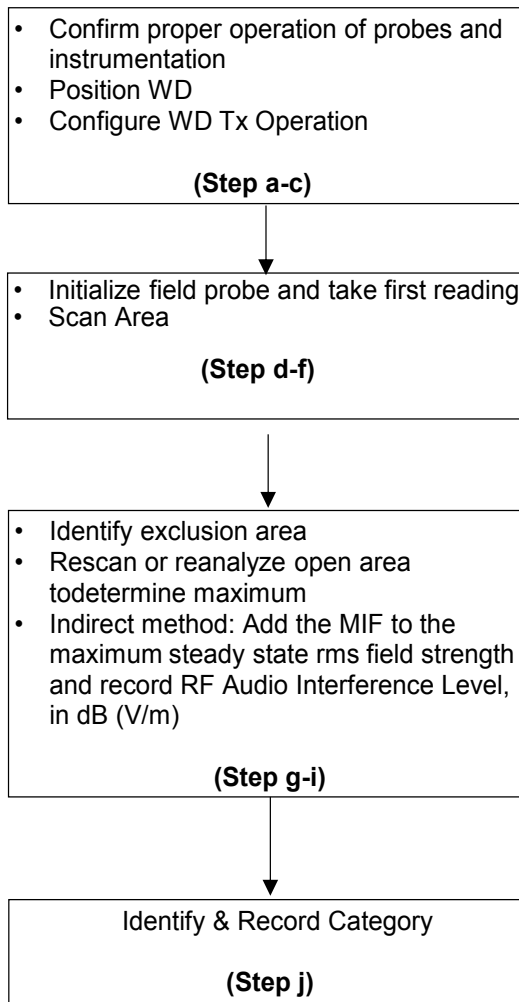 • Confirm proper operation of probes and
instrumentation
• Position WD
• Configure WD Tx Operation
(Step a-c)
• Initialize field probe and take first reading
• Scan Area
(Step d-f)
• Identify exclusion area
• Rescan or reanalyze open area
todetermine maximum
• Indirect method: Add the MIF to the
maximum steady state rms field strength
and record RF Audio Interference Level,
in dB (V/m)
(Step g-i)
Identify & Record Category
(Step j)